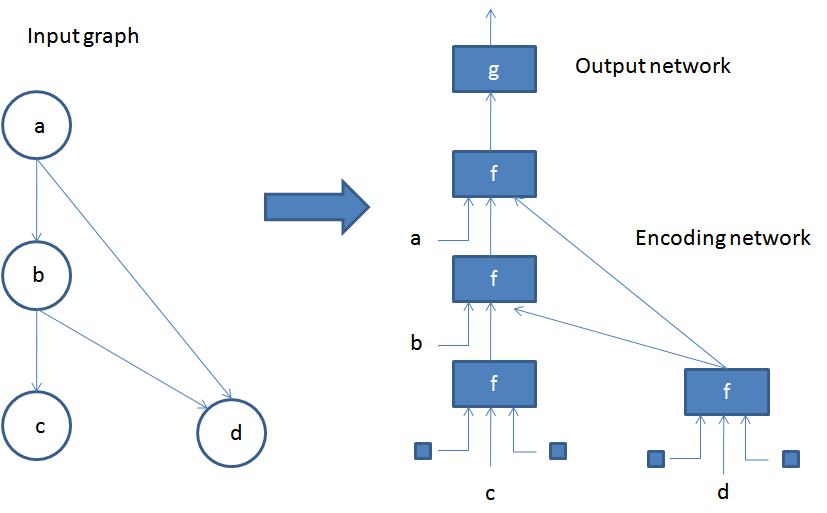 Input graph
a
b
c
d
g
Output network
f
a
Encoding network
f
b
f
f
c
d